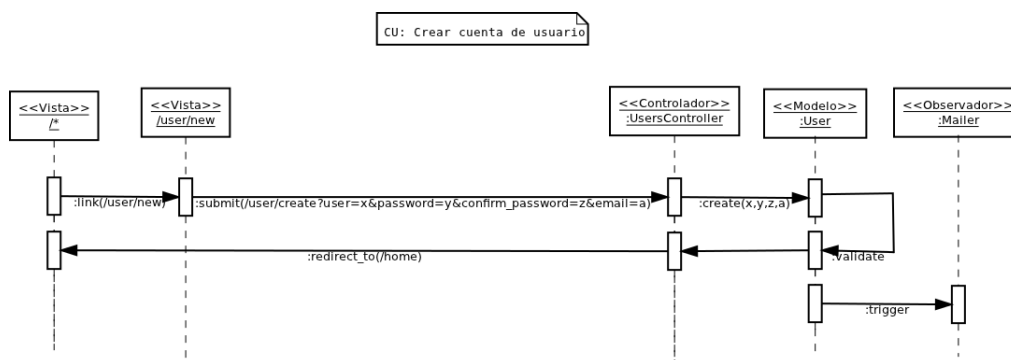 CU: Crear cuenta de usuario
<<Vista>>
/*
<<Vista>>
/user/new
<<Controlador>>
:UsersController
<<Modelo>>
:User
<<Observador>>
:Mailer
:link(/user/new)
:submit(/user/create?user=x&password=y&confirm_password=z&email=a)
:create(x,y,z,a)
:redirect_to(/home)
:validate
:trigger